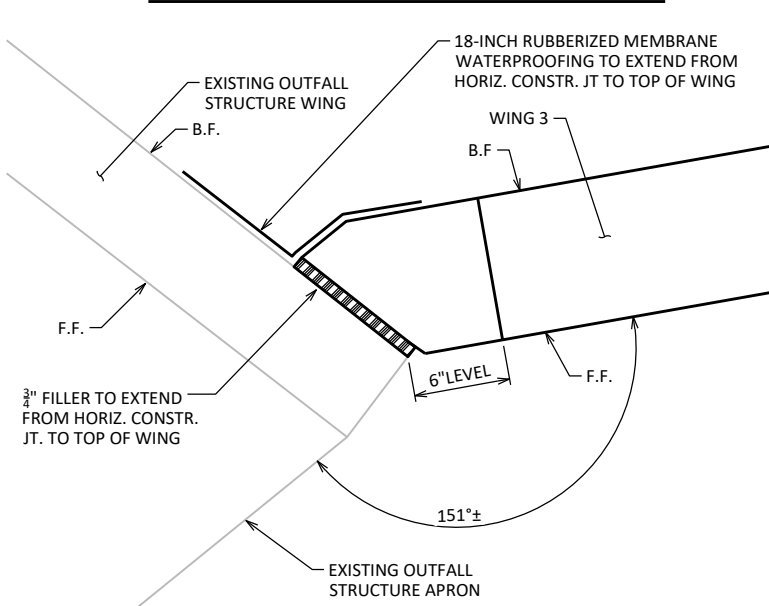 18-INCH RUBBERIZED MEMBRANE
WATERPROOFING TO EXTEND FROM
HORIZ. CONSTR. JT TO TOP OF WING
EXISTING OUTFALL
STRUCTURE WING
B.F.
WING 3
B.F
F.F.
3/4" FILLER TO EXTEND
FROM HORIZ. CONSTR.
JT. TO TOP OF WING
6"LEVEL
F.F.
151°±
EXISTING OUTFALL
STRUCTURE APRON